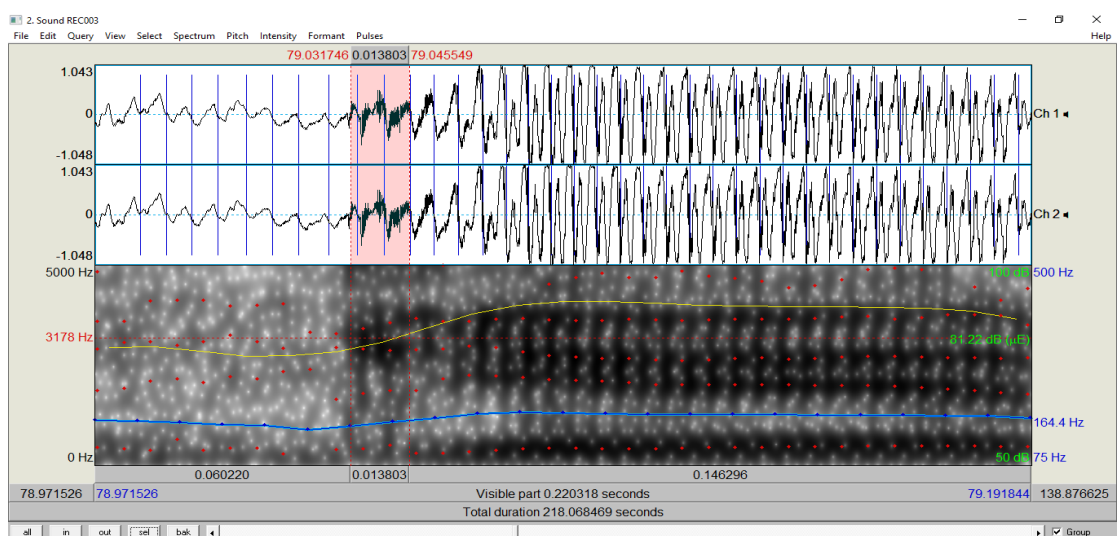 2. Sound REC003
File Edit Query View Select Spectrum Pitch Intensity Formant Pulses Help
79.031746 0.013803 79.045549
1.043
0
-1.048
Ch 1
1.043
0
-1.048
Ch 2
5000 Hz 100 dB 500 Hz
3178 Hz 81.22 dB (µE)
164.4 Hz
0 Hz 50 dB 75 Hz
0.060220 0.013803 0.146296
78.971526 78.971526 Visible part 0.220318 seconds 79.191844 138.876625
Total duration 218.068469 seconds
all in out sel bak Group